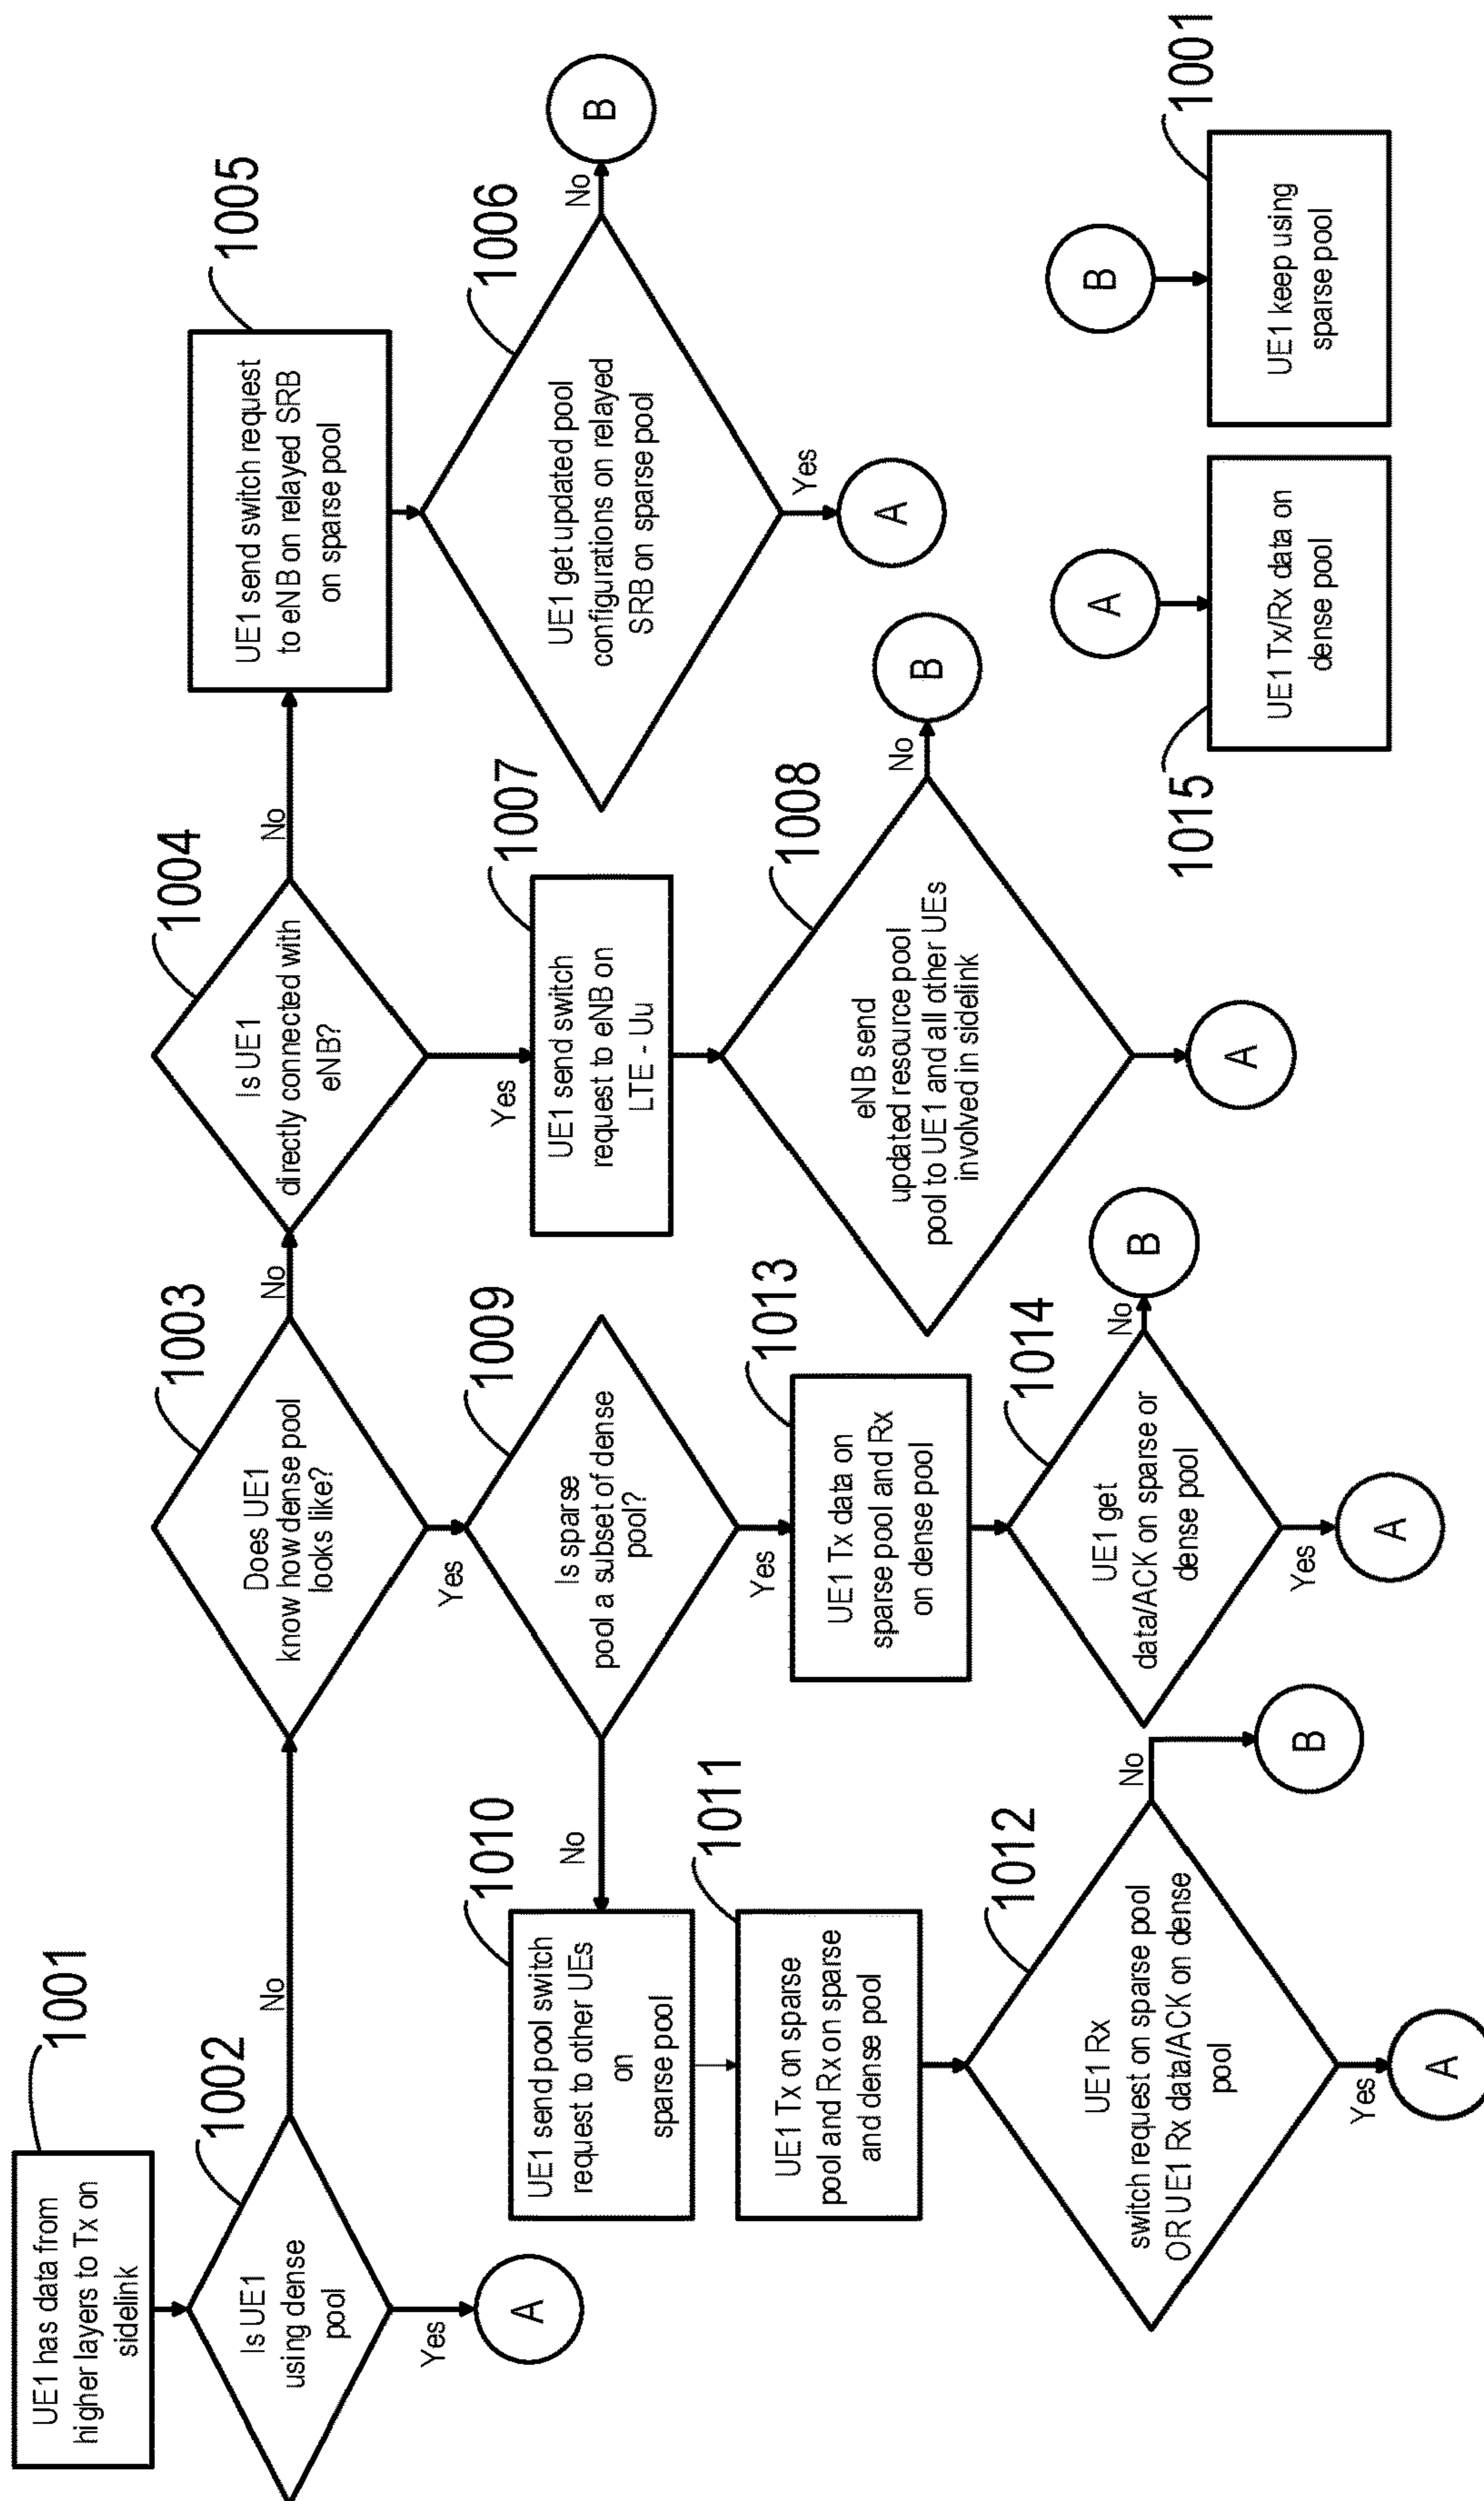 1001
UE1 has data from
higher layers to Tx on
sidelink
1002
Is UE1
using dense
pool
Yes
A
No
1003
Does UE1
know how dense pool
looks like?
No
Yes
1004
Is UE1
directly connected with
eNB?
No
Yes
1005
UE1 send switch request
to eNB on relayed SRB
on sparse pool
1006
UE1 get updated pool
configurations on relayed
SRB on sparse pool
No
B
Yes
A
1007
UE1 send switch
request to eNB on
LTE - Uu
1008
eNB send
updated resource pool
pool to UE1 and all other UEs
involved in sidelink
No
B
A
1009
Is sparse
pool a subset of dense
pool?
No
Yes
1010
UE1 send pool switch
request to other UEs
on
sparse pool
1011
UE1 Tx on sparse
pool and Rx on sparse
and dense pool
1012
UE1 Rx
switch request on sparse pool
OR UE1 Rx data/ACK on dense
pool
No
B
Yes
A
1013
UE1 Tx data on
sparse pool and Rx
on dense pool
1014
UE1 get
data/ACK on sparse or
dense pool
No
B
Yes
A
A
1015
UE1 Tx/Rx data on
dense pool
B
1001
UE1 keep using
sparse pool